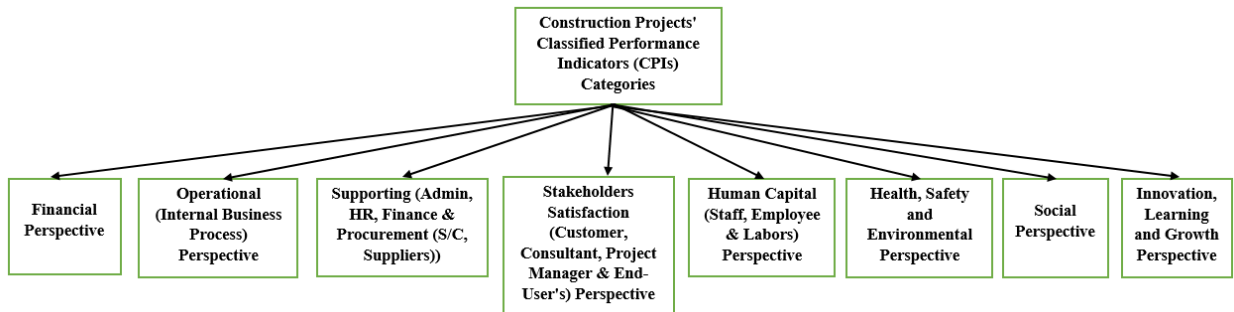 Construction Projects'
Classified Performance
Indicators (CPIs)
Categories
Financial
Perspective
Operational
(Internal Business
Process)
Perspective
Supporting (Admin,
HR, Finance &
Procurement (S/C,
Suppliers))
Stakeholders
Satisfaction
(Customer,
Consultant, Project
Manager & End-
User's) Perspective
Human Capital
(Staff, Employee
& Labors)
Perspective
Health, Safety
and
Environmental
Perspective
Social
Perspective
Innovation,
Learning
and Growth
Perspective